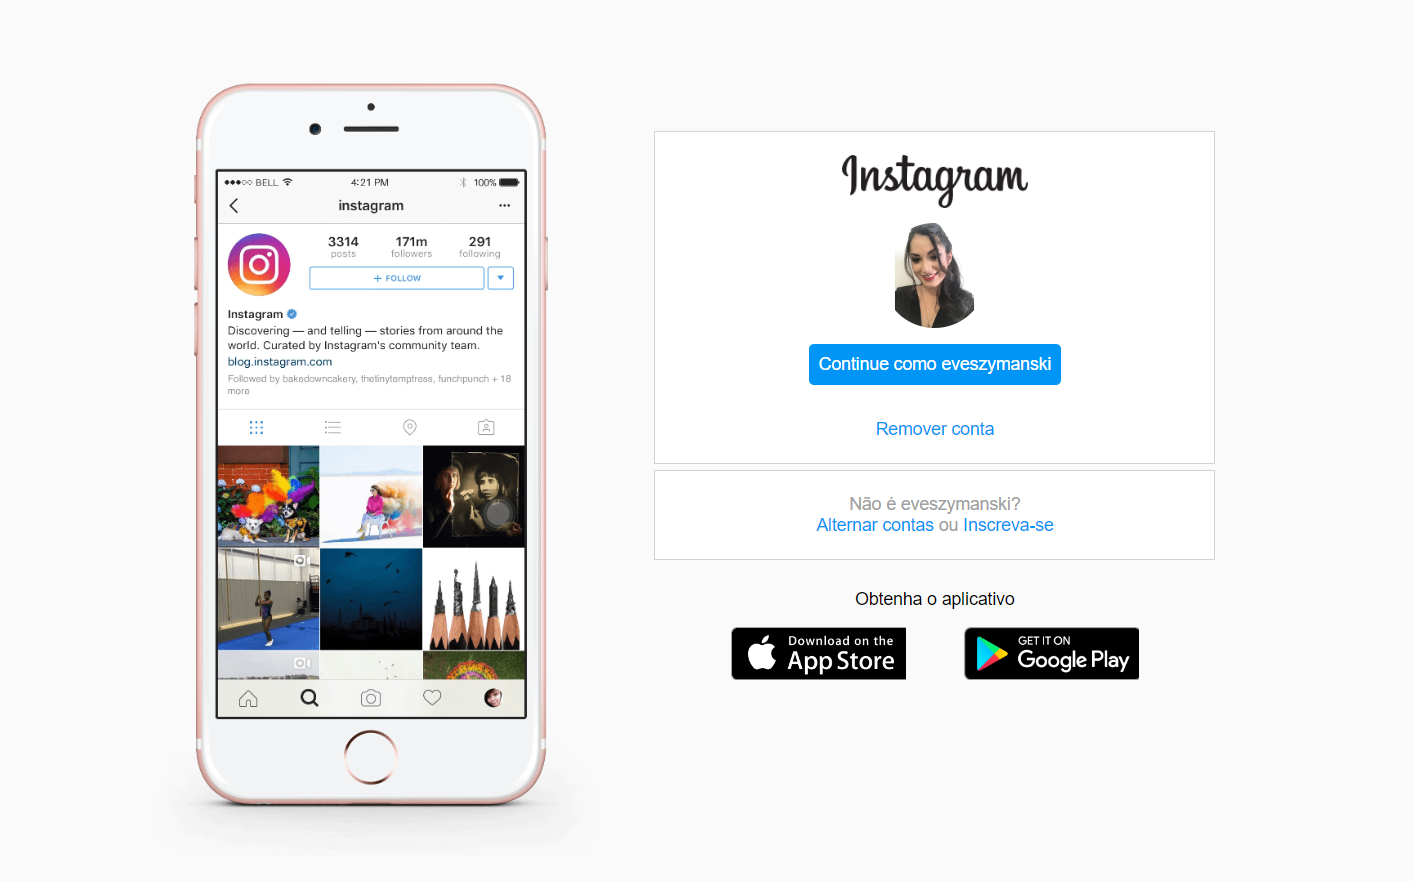 BELL
4:21 PM
100%
instagram
3314
posts
171m
followers
291
following
+ FOLLOW
Instagram
Discovering — and telling — stories from around the
world. Curated by Instagram's community team.
blog.instagram.com
Followed by bakedowncakery, thetinytemptress, funchpunch + 18
more
Instagram
Continue como eveszymanski
Remover conta
Não é eveszymanski?
Alternar contas ou Inscreva-se
Obtenha o aplicativo
Download on the
App Store
GET IT ON
Google Play